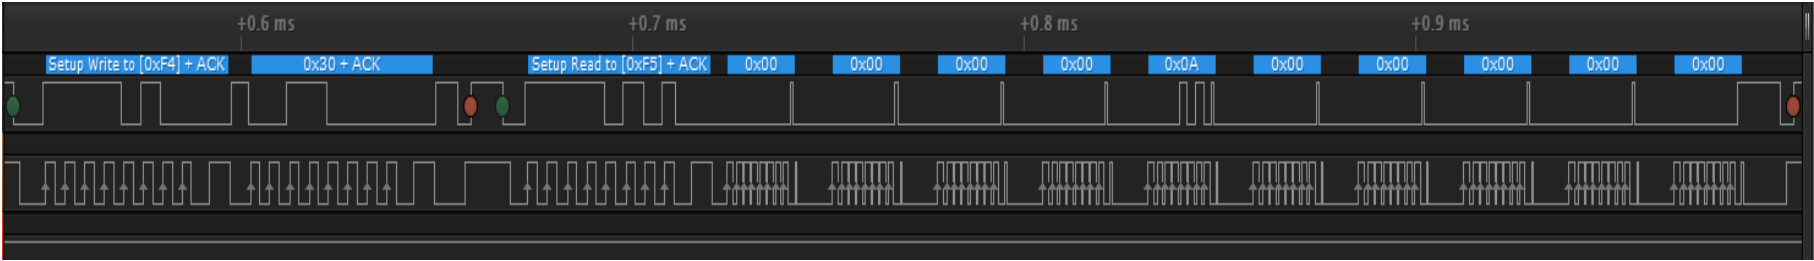 +0.6 ms +0.7 ms +0.8 ms +0.9 ms
Setup Write to [0xF4] + ACK 0x30 + ACK Setup Read to [0xF5] + ACK 0x00 0x00 0x00 0x00 0x0A 0x00 0x00 0x00 0x00 0x00